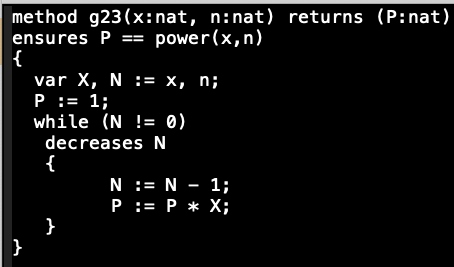 method g23(x:nat, n:nat) returns (P:nat)
ensures P == power(x,n)
{
var X, N := x, n;
P := 1;
while (N != 0)
decreases N
{
N := N - 1;
P := P * X;
}
}